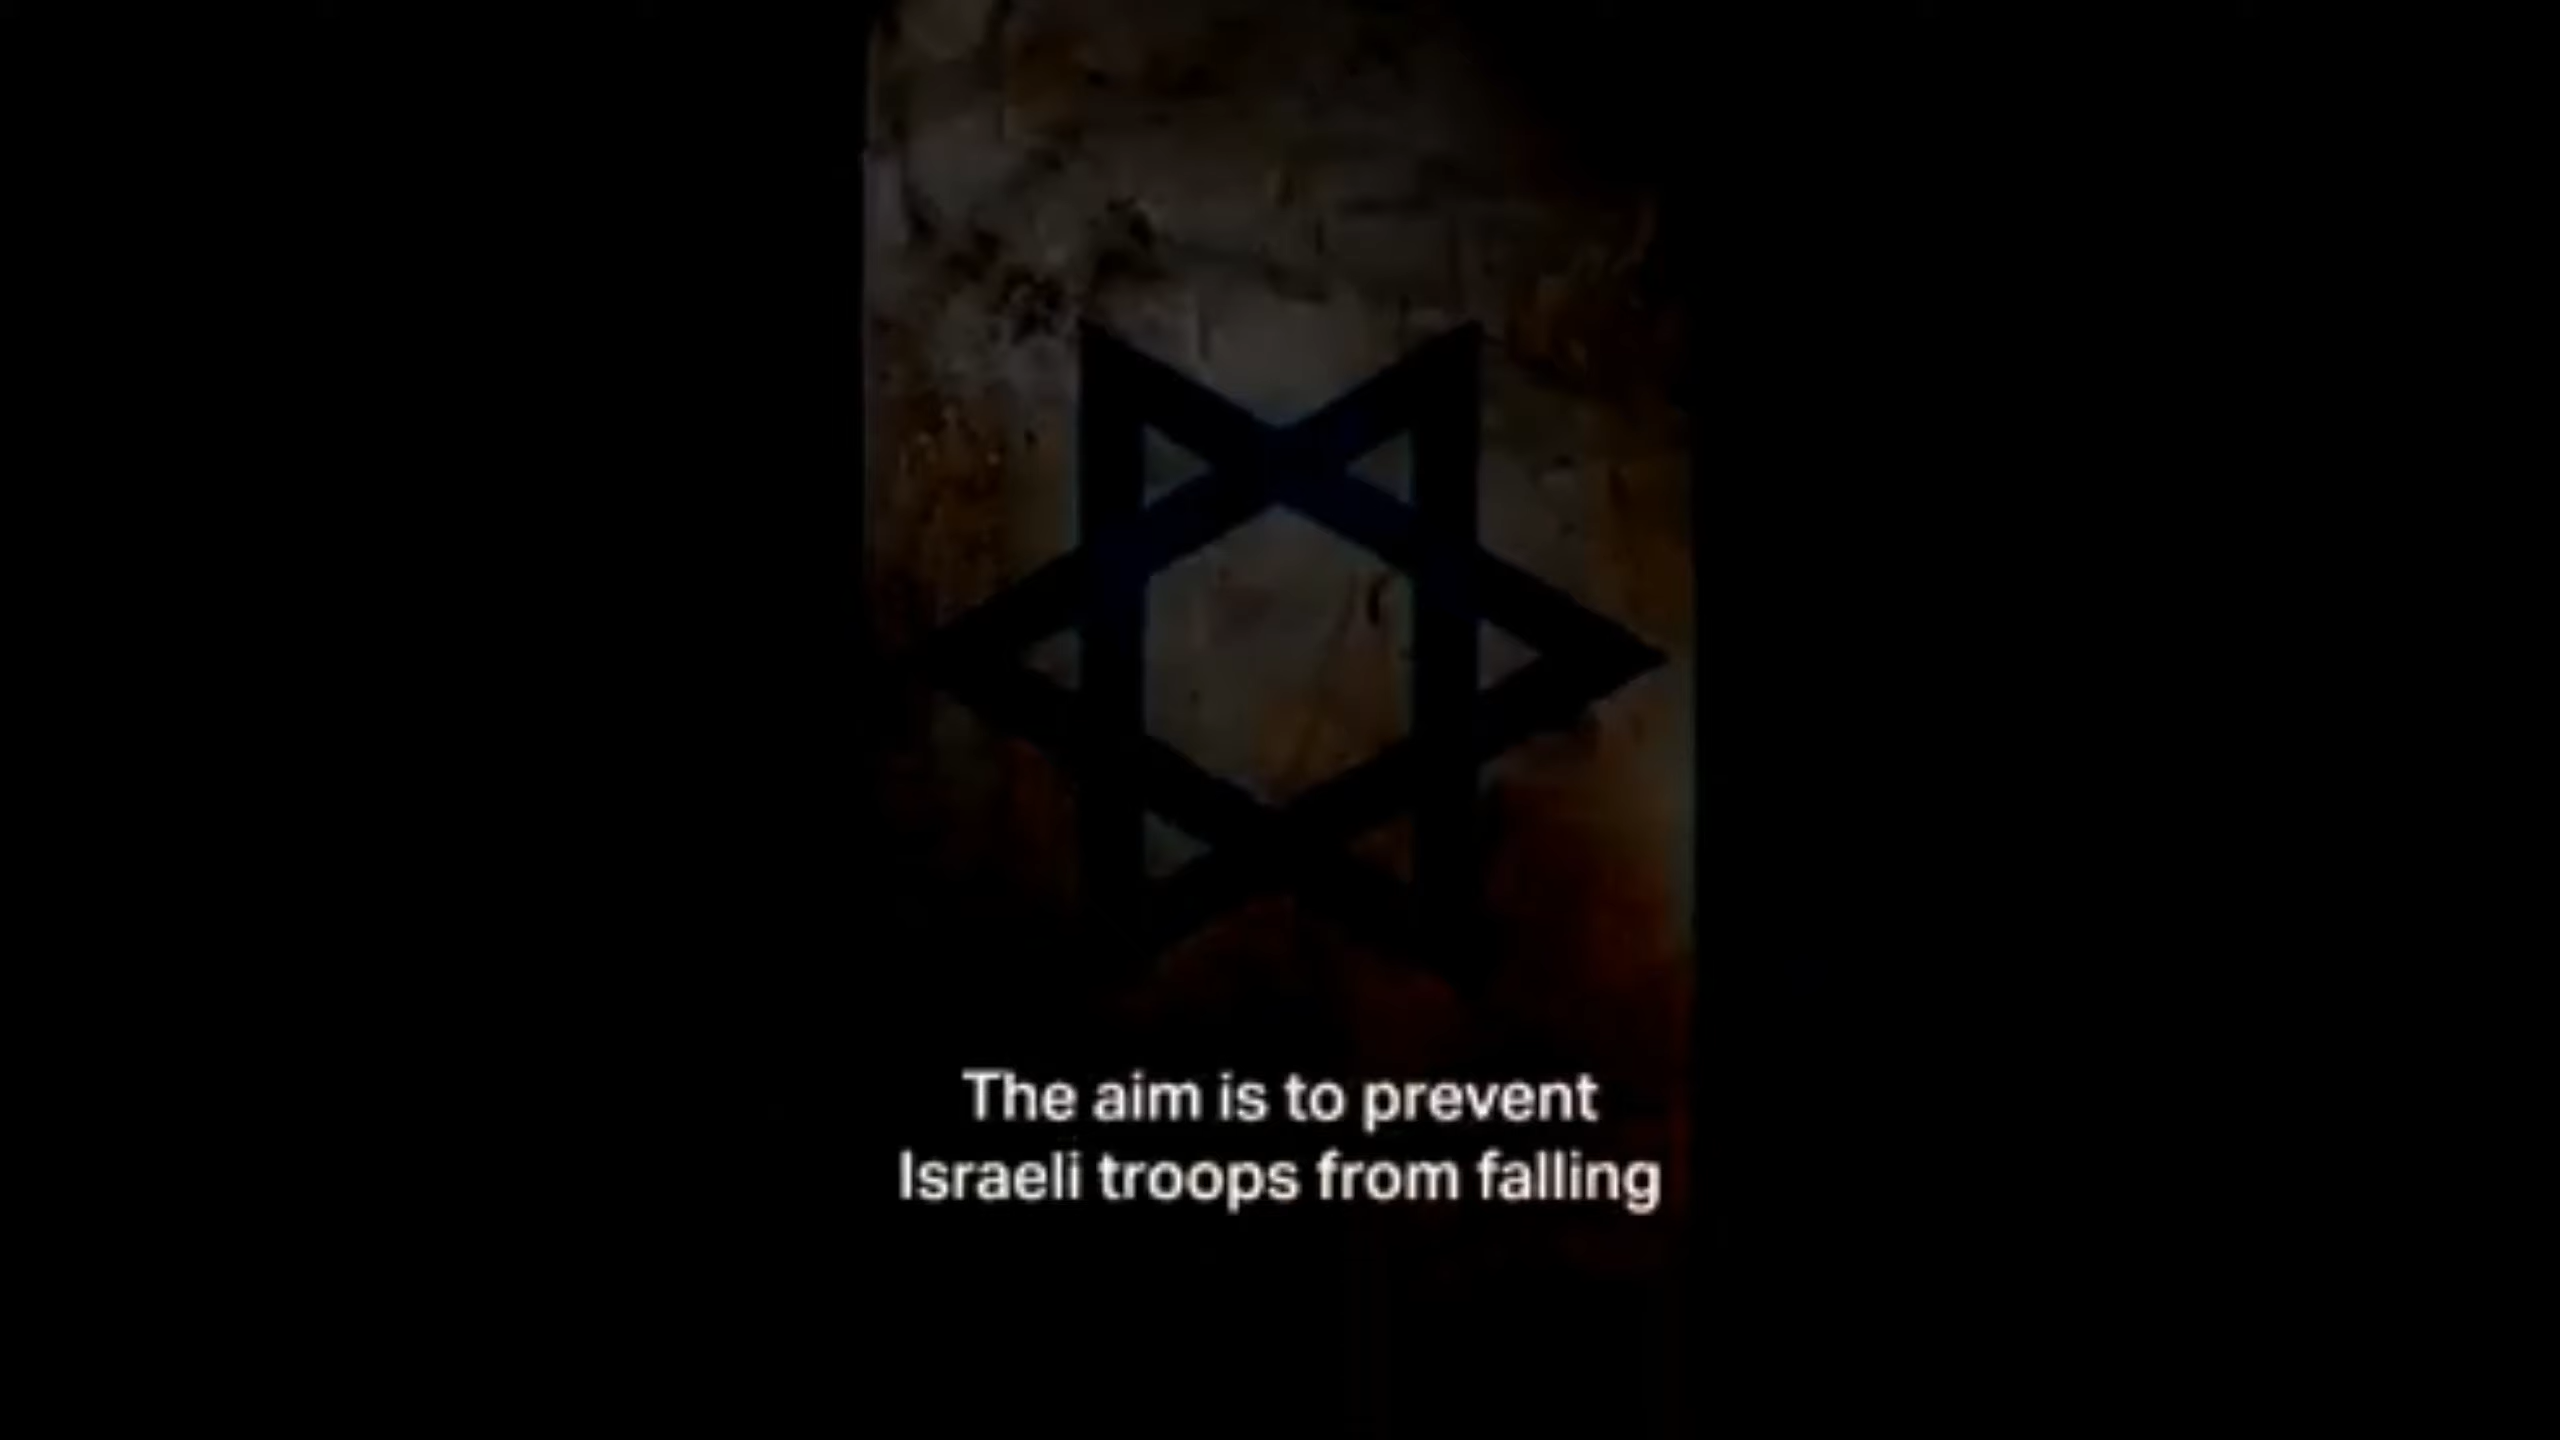 The aim is to prevent
Israeli troops from falling